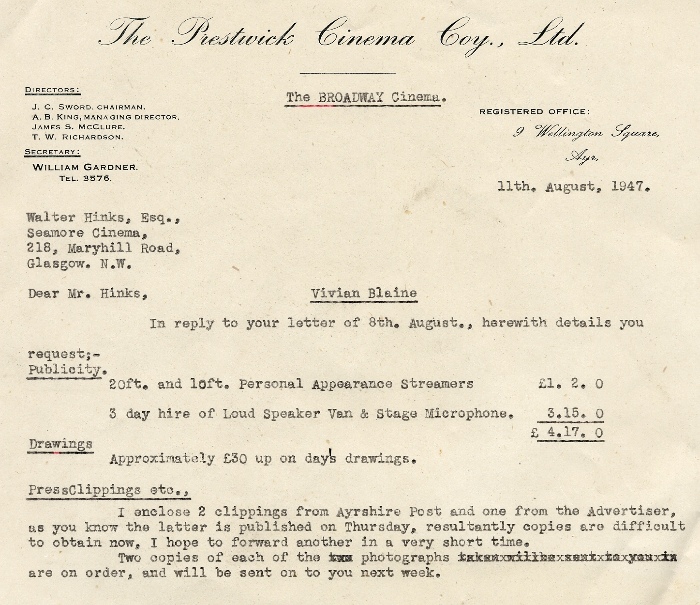 The Prestwick Cinema Coy., Ltd.
DIRECTORS:
J. C. SWORD, CHAIRMAN.
A. B. KING, MANAGING DIRECTOR.
JAMES S. MCCLURE.
T. W. RICHARDSON.
SECRETARY:
WILLIAM GARDNER.
TEL. 3576.
The BROADWAY Cinema.
REGISTERED OFFICE:
9 Wellington Square,
Ayr,
11th. August, 1947.
Walter Hinks, Esq.,
Seamore Cinema,
218, Maryhill Road,
Glasgow. N.W.
Dear Mr. Hinks,
Vivian Blaine
In reply to your letter of 8th. August., herewith details you
request;-
Publicity.
20ft. and 10ft. Personal Appearance Streamers £1. 2. 0
3 day hire of Loud Speaker Van & Stage Microphone. 3.15. 0
£ 4.17. 0
Drawings
Approximately £30 up on day's drawings.
PressClippings etc.,
I enclose 2 clippings from Ayrshire Post and one from the Advertiser,
as you know the latter is published on Thursday, resultantly copies are difficult
to obtain now, I hope to forward another in a very short time.
Two copies of each of the photographs
are on order, and will be sent on to you next week.